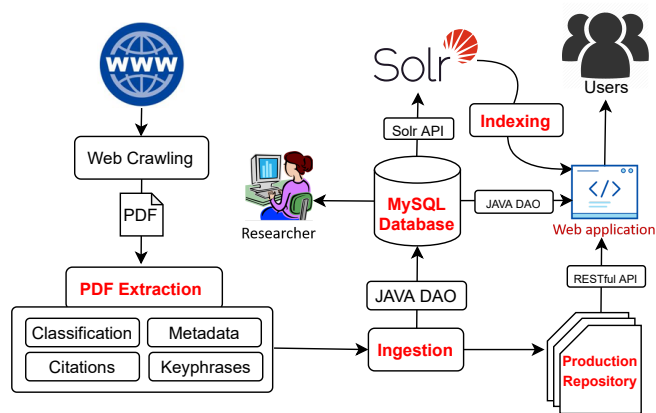 WWW
Solr
Users
Solr API
Indexing
Web Crawling
</>
PDF
MySQL
Database
JAVA DAO
Researcher
Web application
PDF Extraction
JAVA DAO
RESTful API
Classification
Metadata
Citations
Keyphrases
Ingestion
Production
Repository